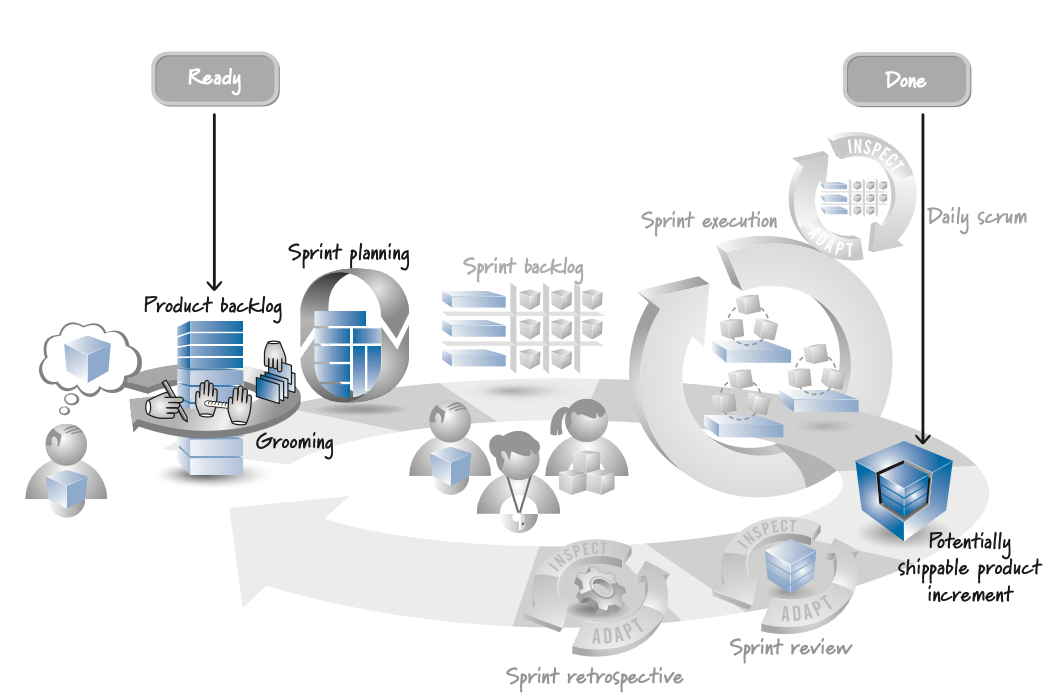 Ready
Done
INSPECT
ADAPT
Sprint execution
Daily scrum
Sprint planning
Sprint backlog
Product backlog
Grooming
Potentially
shippable product
increment
INSPECT
ADAPT
INSPECT
ADAPT
Sprint review
Sprint retrospective